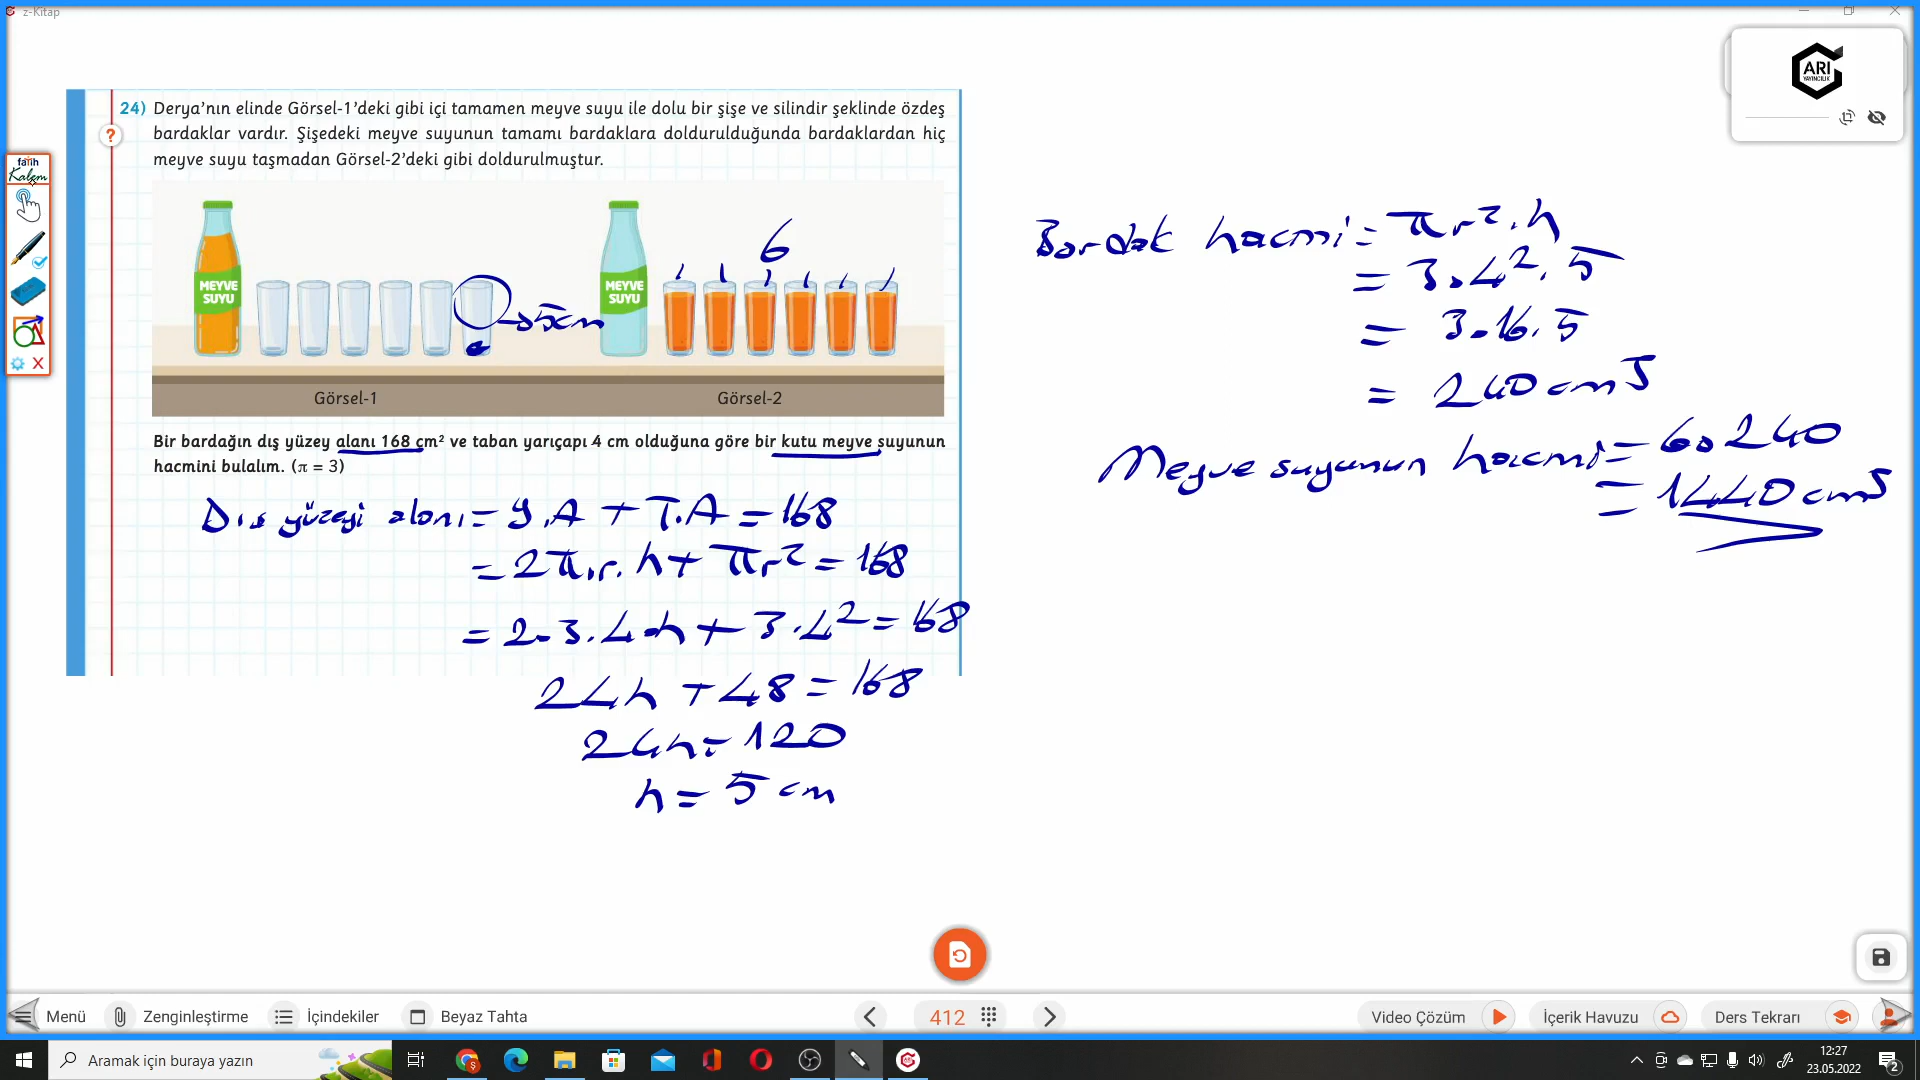 z-Kitap
ARI
YAYINCILIK
fatih
Kalem
24) Derya'nın elinde Görsel-1'deki gibi içi tamamen meyve suyu ile dolu bir şişe ve silindir şeklinde özdeş
? bardaklar vardır. Şişedeki meyve suyunun tamamı bardaklara doldurulduğunda bardaklardan hiç
meyve suyu taşmadan Görsel-2'deki gibi doldurulmuştur.
6
MEYVE
SUYU
5cm
MEYVE
SUYU
Görsel-1 Görsel-2
Bir bardağın dış yüzey alanı 168 cm² ve taban yarıçapı 4 cm olduğuna göre bir kutu meyve suyunun
hacmini bulalım. (π = 3)
Dış yüzeyi alanı = Y.A + T.A = 168
= 2π.r.h + πr² = 168
= 2.3.4.h + 3.4² = 168
24h + 48 = 168
24h = 120
h = 5 cm
Bardak hacmi = πr².h
= 3.4².5
= 3.16.5
= 240 cm³
Meyve suyunun hacmi = 6.240
= 1440 cm³
Menü Zenginleştirme İçindekiler Beyaz Tahta 412 Video Çözüm İçerik Havuzu Ders Tekrarı
Aramak için buraya yazın
12:27
23.05.2022
2